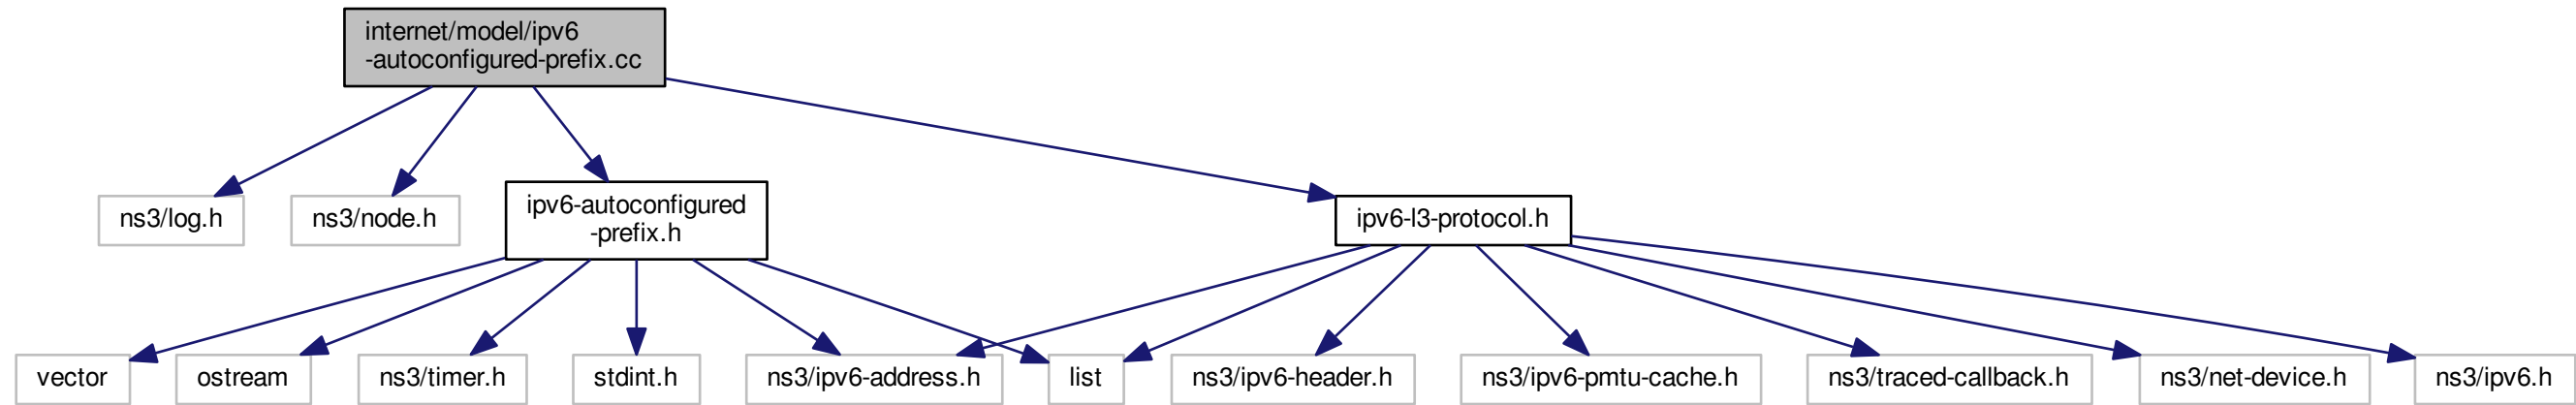 internet/model/ipv6
-autoconfigured-prefix.cc
ns3/log.h
ns3/node.h
ipv6-autoconfigured
-prefix.h
ipv6-l3-protocol.h
vector
ostream
ns3/timer.h
stdint.h
ns3/ipv6-address.h
list
ns3/ipv6-header.h
ns3/ipv6-pmtu-cache.h
ns3/traced-callback.h
ns3/net-device.h
ns3/ipv6.h